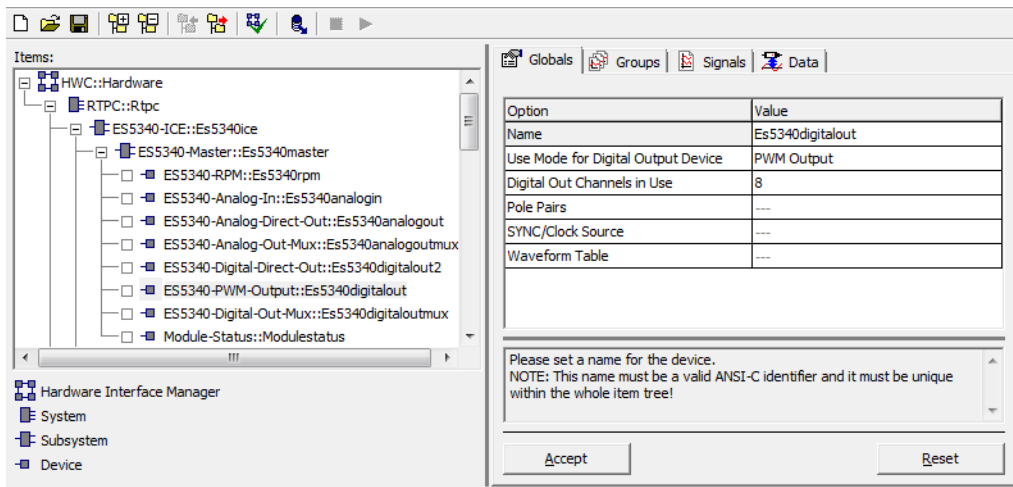 Items:
HWC::Hardware
RTPC::Rtpc
ES5340-ICE::Es5340ice
ES5340-Master::Es5340master
ES5340-RPM::Es5340rpm
ES5340-Analog-In::Es5340analogin
ES5340-Analog-Direct-Out::Es5340analogout
ES5340-Analog-Out-Mux::Es5340analogoutmux
ES5340-Digital-Direct-Out::Es5340digitalout2
ES5340-PWM-Output::Es5340digitalout
ES5340-Digital-Out-Mux::Es5340digitaloutmux
Module-Status::Modulestatus
Hardware Interface Manager
System
Subsystem
Device
Globals Groups Signals Data
Option Value
Name Es5340digitalout
Use Mode for Digital Output Device PWM Output
Digital Out Channels in Use 8
Pole Pairs ---
SYNC/Clock Source ---
Waveform Table ---
Please set a name for the device.
NOTE: This name must be a valid ANSI-C identifier and it must be unique
within the whole item tree!
Accept Reset